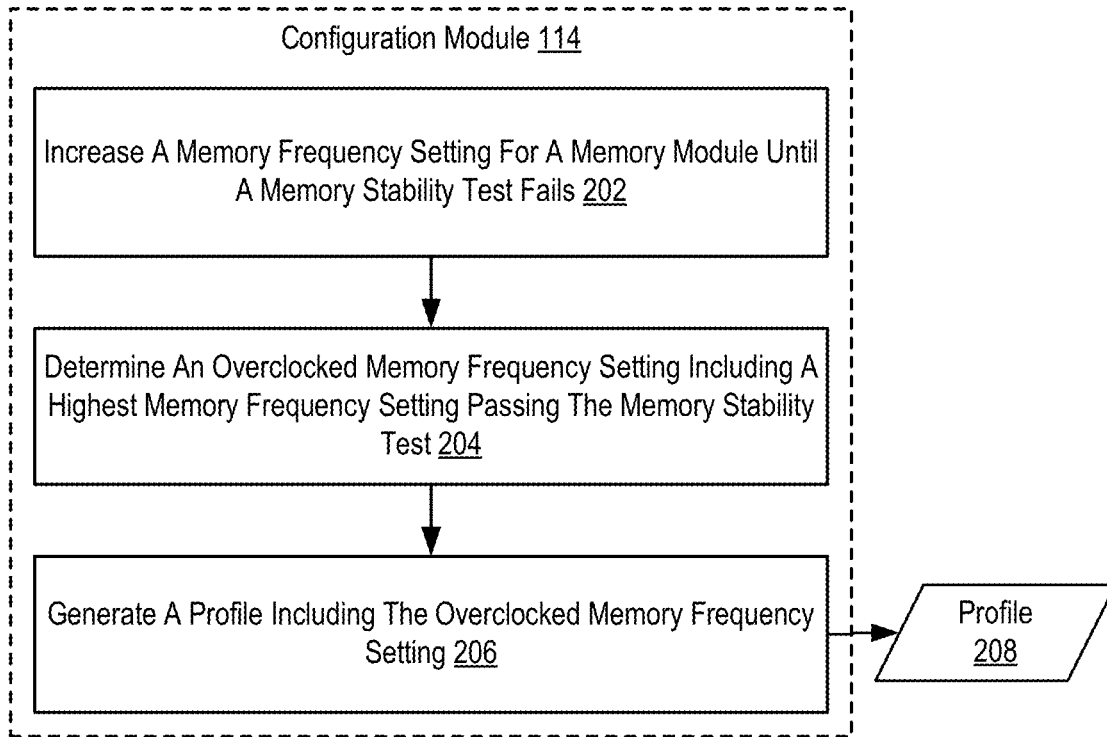 Configuration Module 114
Increase A Memory Frequency Setting For A Memory Module Until
A Memory Stability Test Fails 202
Determine An Overclocked Memory Frequency Setting Including A
Highest Memory Frequency Setting Passing The Memory Stability
Test 204
Generate A Profile Including The Overclocked Memory Frequency
Setting 206
Profile
208